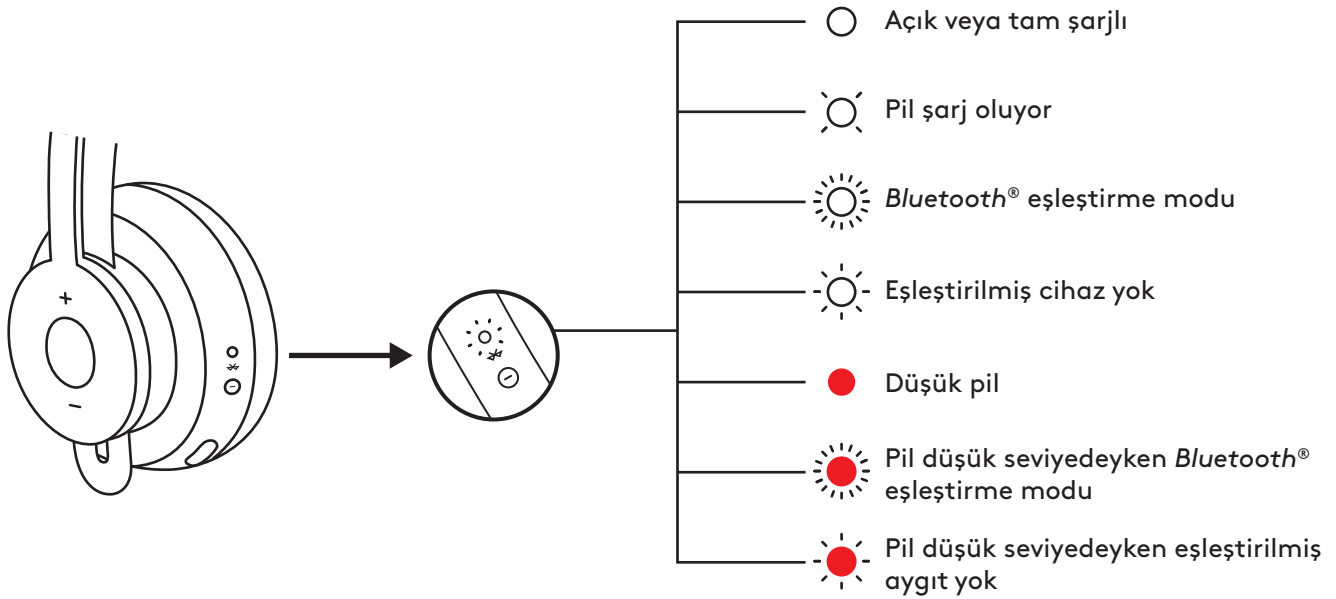 Açık veya tam şarjlı
Pil şarj oluyor
Bluetooth® eşleştirme modu
Eşleştirilmiş cihaz yok
Düşük pil
Pil düşük seviyedeyken Bluetooth®
eşleştirme modu
Pil düşük seviyedeyken eşleştirilmiş
aygıt yok